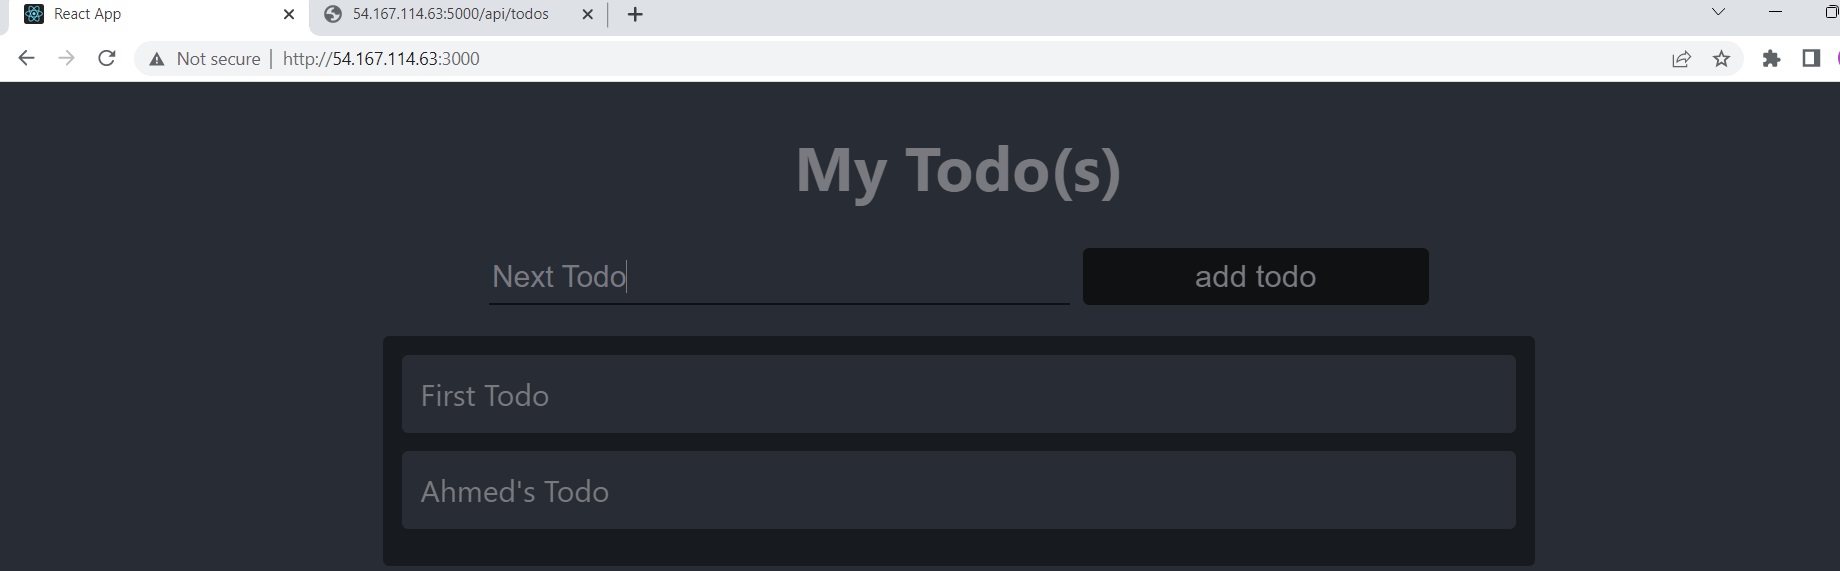 React App
54.167.114.63:5000/api/todos
Not secure | http://54.167.114.63:3000
My Todo(s)
Next Todo
add todo
First Todo
Ahmed's Todo